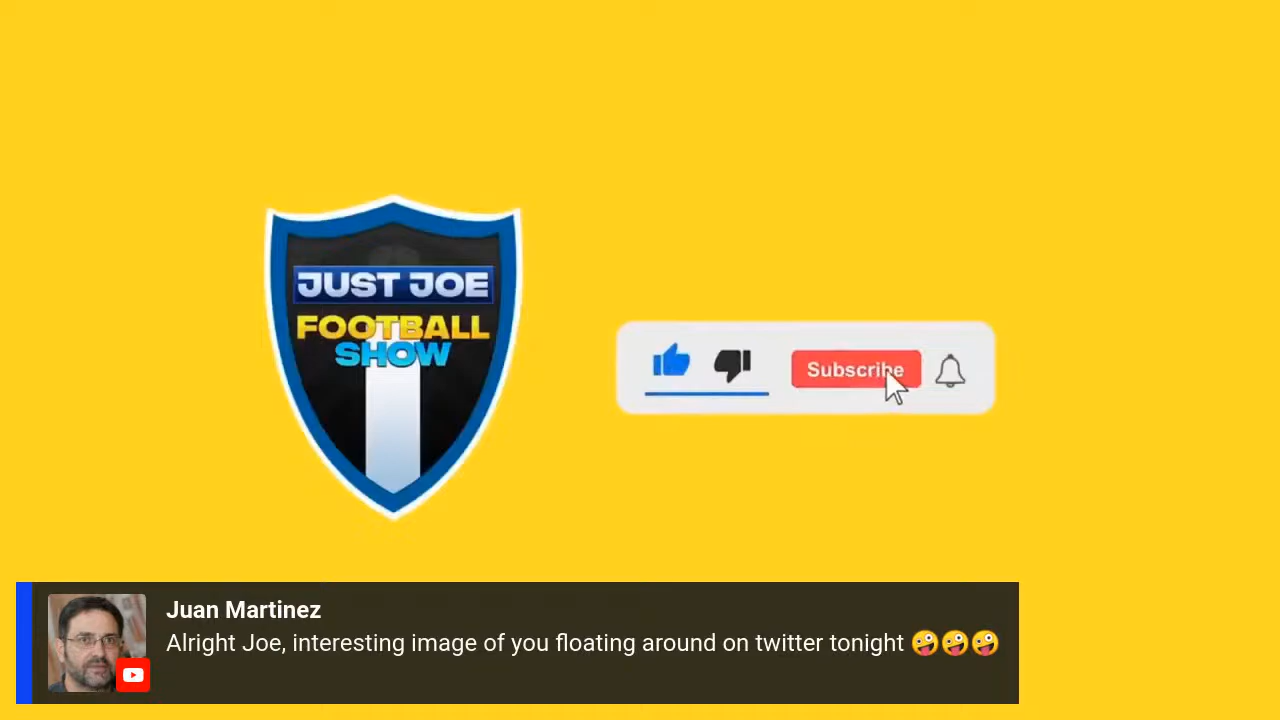 JUST JOE
FOOTBALL
SHOW
Subscribe
Juan Martinez
Alright Joe, interesting image of you floating around on twitter tonight 🤪🤪🤪